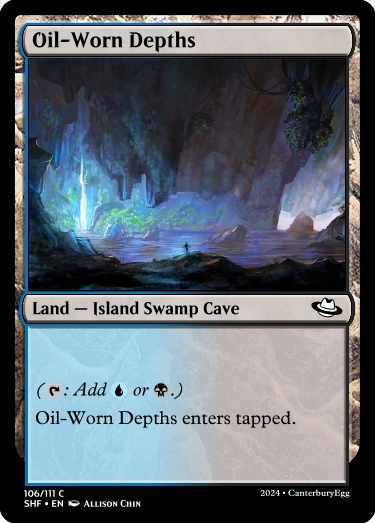 Oil-Worn Depths
Land — Island Swamp Cave
( : Add or .)
Oil-Worn Depths enters tapped.
106/111 C
SHF • EN Allison Chin
2024 • CanterburyEgg